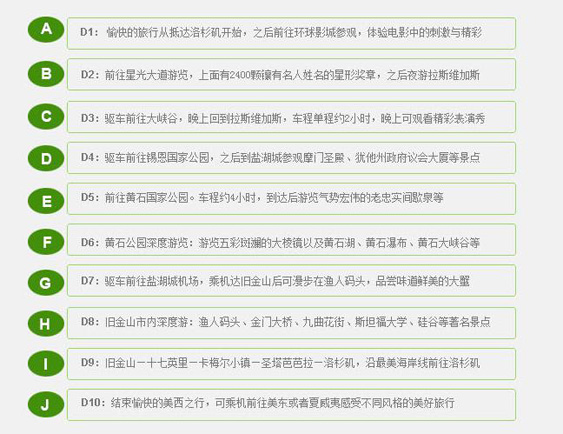 A
D1： 愉快的旅行从抵达洛杉矶开始，之后前往环球影城参观，体验电影中的刺激与精彩
B
D2：前往星光大道游览，上面有2400颗镶有名人姓名的星形奖章，之后夜游拉斯维加斯
C
D3：驱车前往大峡谷，晚上回到拉斯维加斯，车程单程约2小时，晚上可观看精彩表演秀
D
D4：驱车前往锡恩国家公园，之后到盐湖城参观摩门圣殿、犹他州政府议会大厦等景点
E
D5：前往黄石国家公园。车程约4小时，到达后游览气势宏伟的老忠实间歇泉等
F
D6：黄石公园深度游览：游览五彩斑斓的大棱镜以及黄石湖、黄石瀑布、黄石大峡谷等
G
D7：驱车前往盐湖城机场，乘机达旧金山后可漫步在渔人码头，品尝味道鲜美的大蟹
H
D8：旧金山市内深度游：渔人码头、金门大桥、九曲花街、斯坦福大学、硅谷等著名景点
I
D9：旧金山—十七英里—卡梅尔小镇—圣塔芭芭拉—洛杉矶，沿最美海岸线前往洛杉矶
J
D10：结束愉快的美西之行，可乘机前往美东或者夏威夷感受不同风格的美好旅行